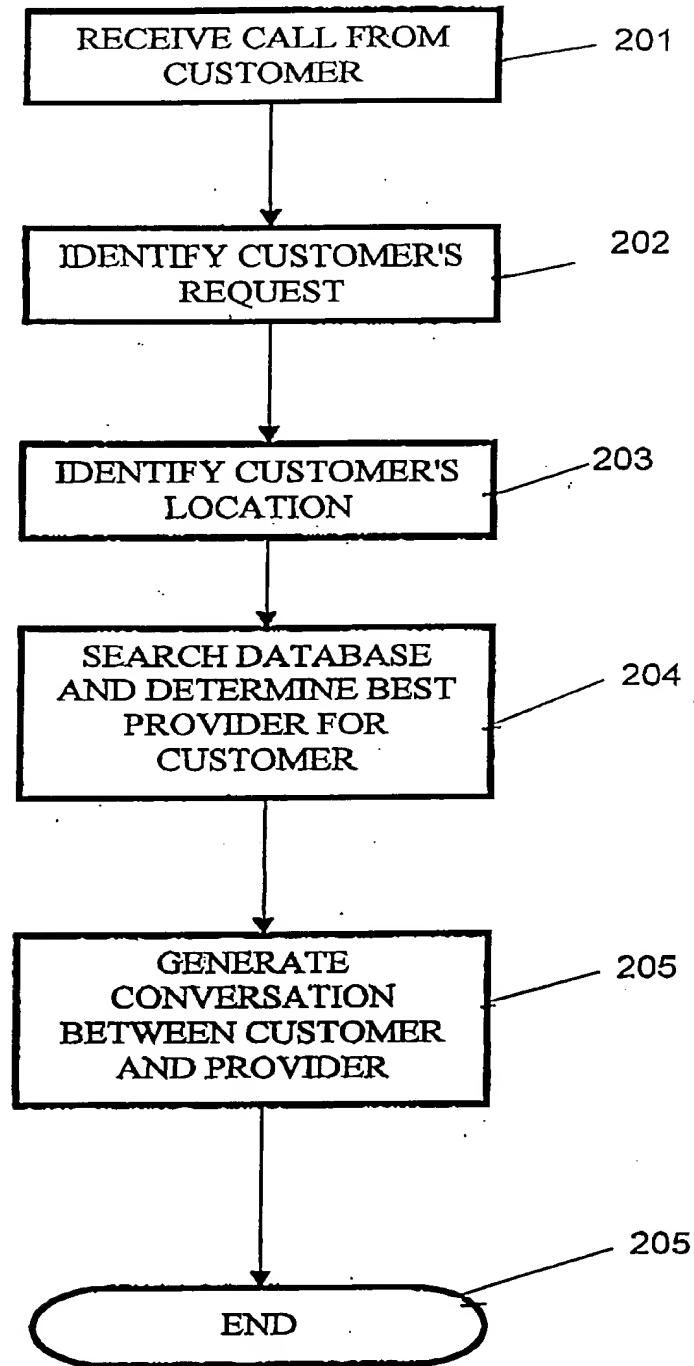 RECEIVE CALL FROM
CUSTOMER
201
IDENTIFY CUSTOMER'S
REQUEST
202
IDENTIFY CUSTOMER'S
LOCATION
203
SEARCH DATABASE
AND DETERMINE BEST
PROVIDER FOR
CUSTOMER
204
GENERATE
CONVERSATION
BETWEEN CUSTOMER
AND PROVIDER
205
END
205